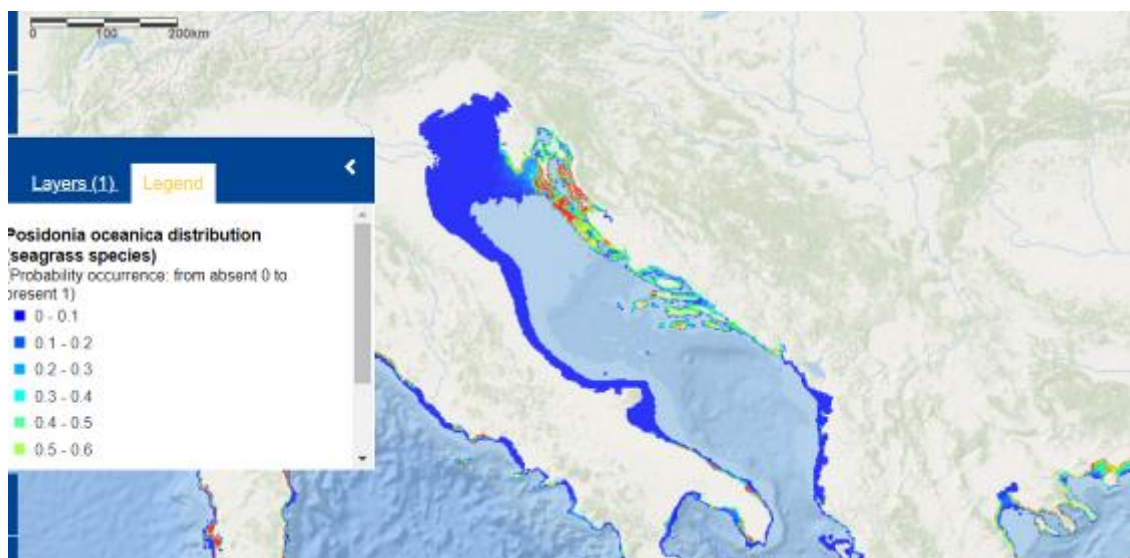 0 100 200km
Layers (1) Legend
Posidonia oceanica distribution
(seagrass species)
(Probability occurrence: from absent 0 to
present 1)
0 - 0.1
0.1 - 0.2
0.2 - 0.3
0.3 - 0.4
0.4 - 0.5
0.5 - 0.6